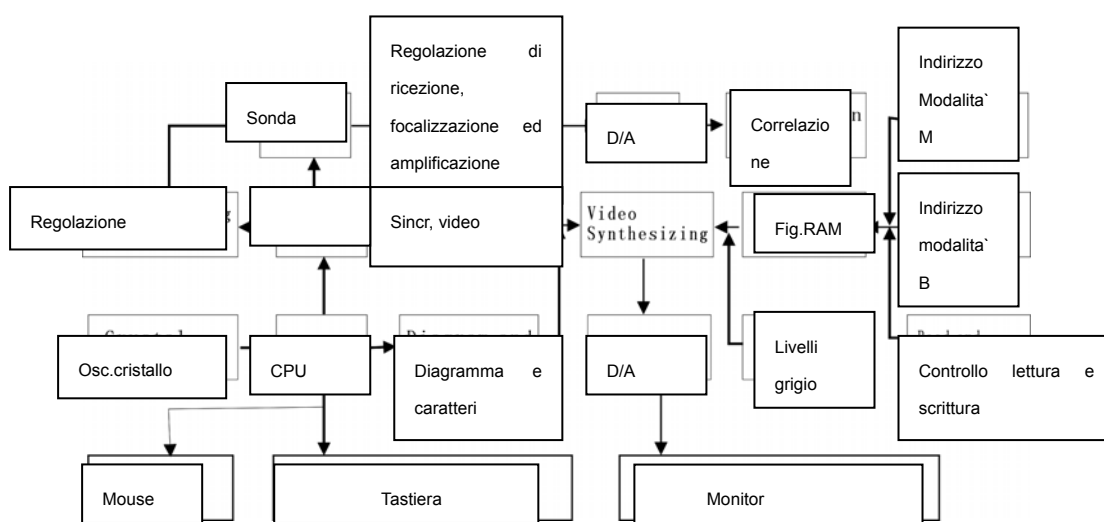 Regolazione di
ricezione,
focalizzazione ed
amplificazione
Indirizzo
Modalita`
M
Sonda
D/A
Correlazio
ne
n
Regolazione
g
Sincr, video
Video
Synthesizing
Fig.RAM
Indirizzo
modalita`
B
Osc.cristallo
CPU
Diagramma e
caratteri
D/A
Livelli
grigio
Controllo lettura e
scrittura
Mouse
Tastiera
Monitor